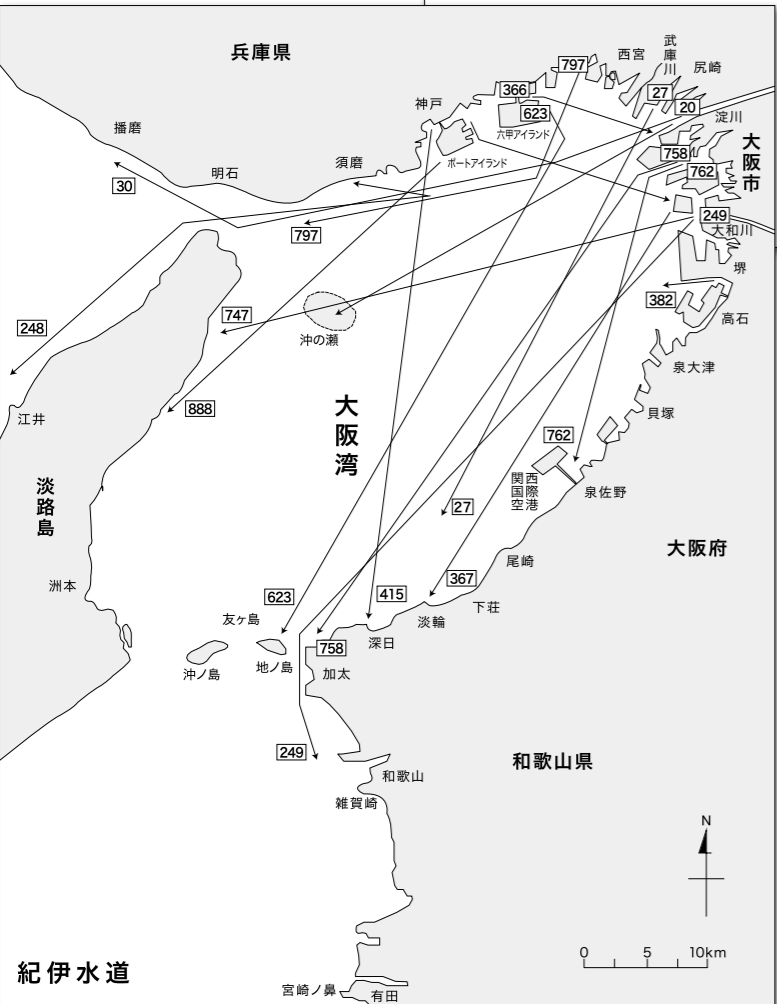 兵庫県
西宮
武庫川
尻崎
797
366
27
20
623
淀川
神戸
六甲アイランド
播磨
758
大阪市
ポートアイランド
須磨
762
明石
30
249
大和川
797
堺
382
747
248
高石
沖の瀬
泉大津
888
大阪湾
江井
貝塚
762
淡路島
関西国際空港
泉佐野
27
大阪府
尾崎
367
洲本
415
623
下荘
友ヶ島
淡輪
深日
758
地ノ島
沖ノ島
加太
249
和歌山県
和歌山
雑賀崎
N
0 5 10km
紀伊水道
宮崎ノ鼻
有田